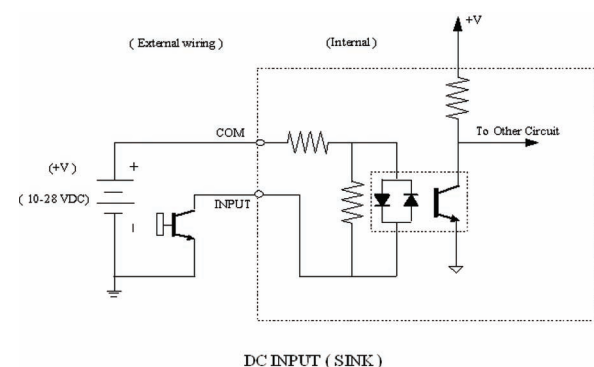 +V
( External wiring )
(Internal )
COM
To Other Circuit
(+V )
+
( 10-28 VDC)
INPUT
DC INPUT ( SINK )